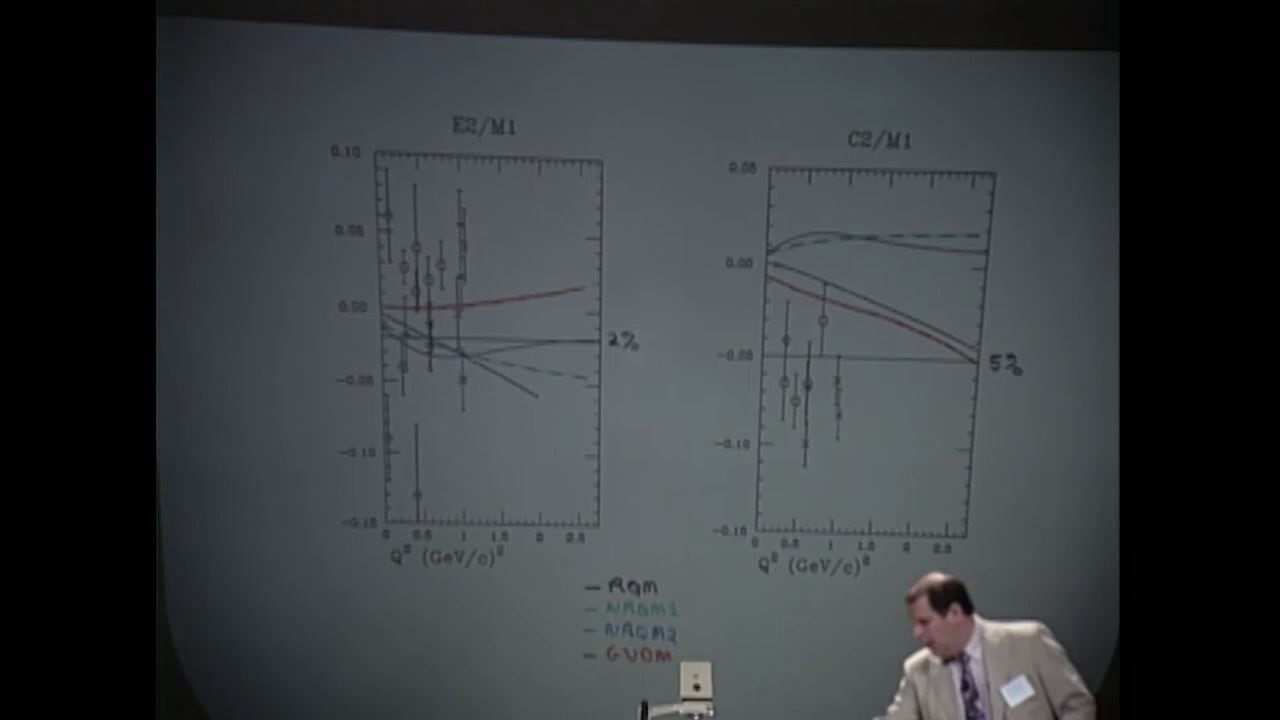 E2/M1
0.10
0.05
0.00
-0.05
-0.10
-0.15
0 0.5 1 1.5 2 2.5
Q² (GeV/c)²
2%
C2/M1
0.05
0.00
-0.05
-0.10
-0.15
0 0.5 1 1.5 2 2.5
Q² (GeV/c)²
5%
— RQM
— NRQM1
— NRQM2
— GVDM